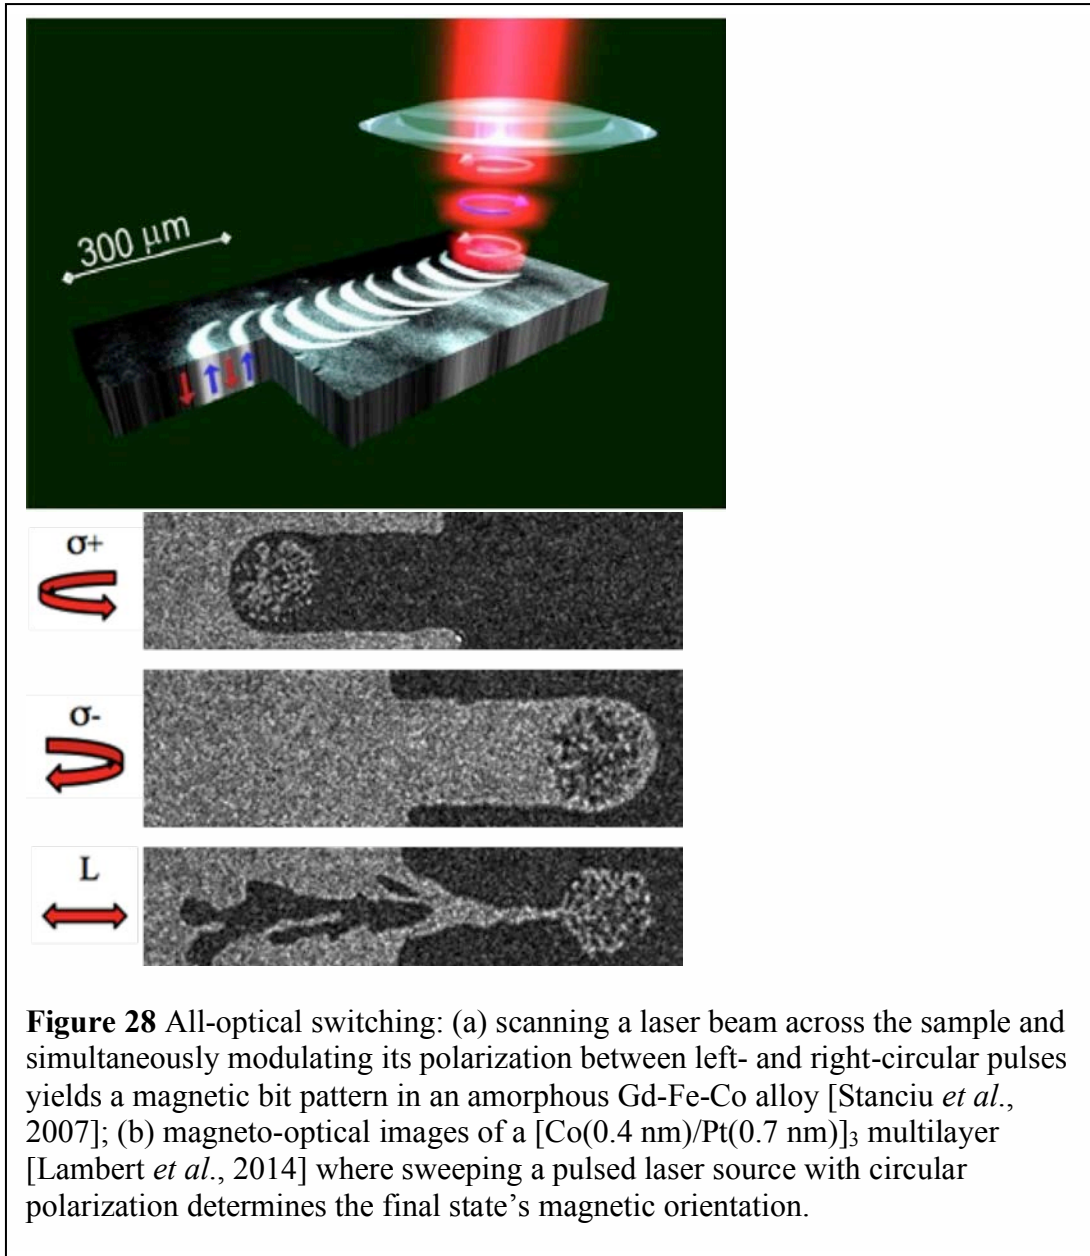 300 μm
σ+
σ-
L
Figure 28 All-optical switching: (a) scanning a laser beam across the sample and
simultaneously modulating its polarization between left- and right-circular pulses
yields a magnetic bit pattern in an amorphous Gd-Fe-Co alloy [Stanciu et al.,
2007]; (b) magneto-optical images of a [Co(0.4 nm)/Pt(0.7 nm)]₃ multilayer
[Lambert et al., 2014] where sweeping a pulsed laser source with circular
polarization determines the final state’s magnetic orientation.